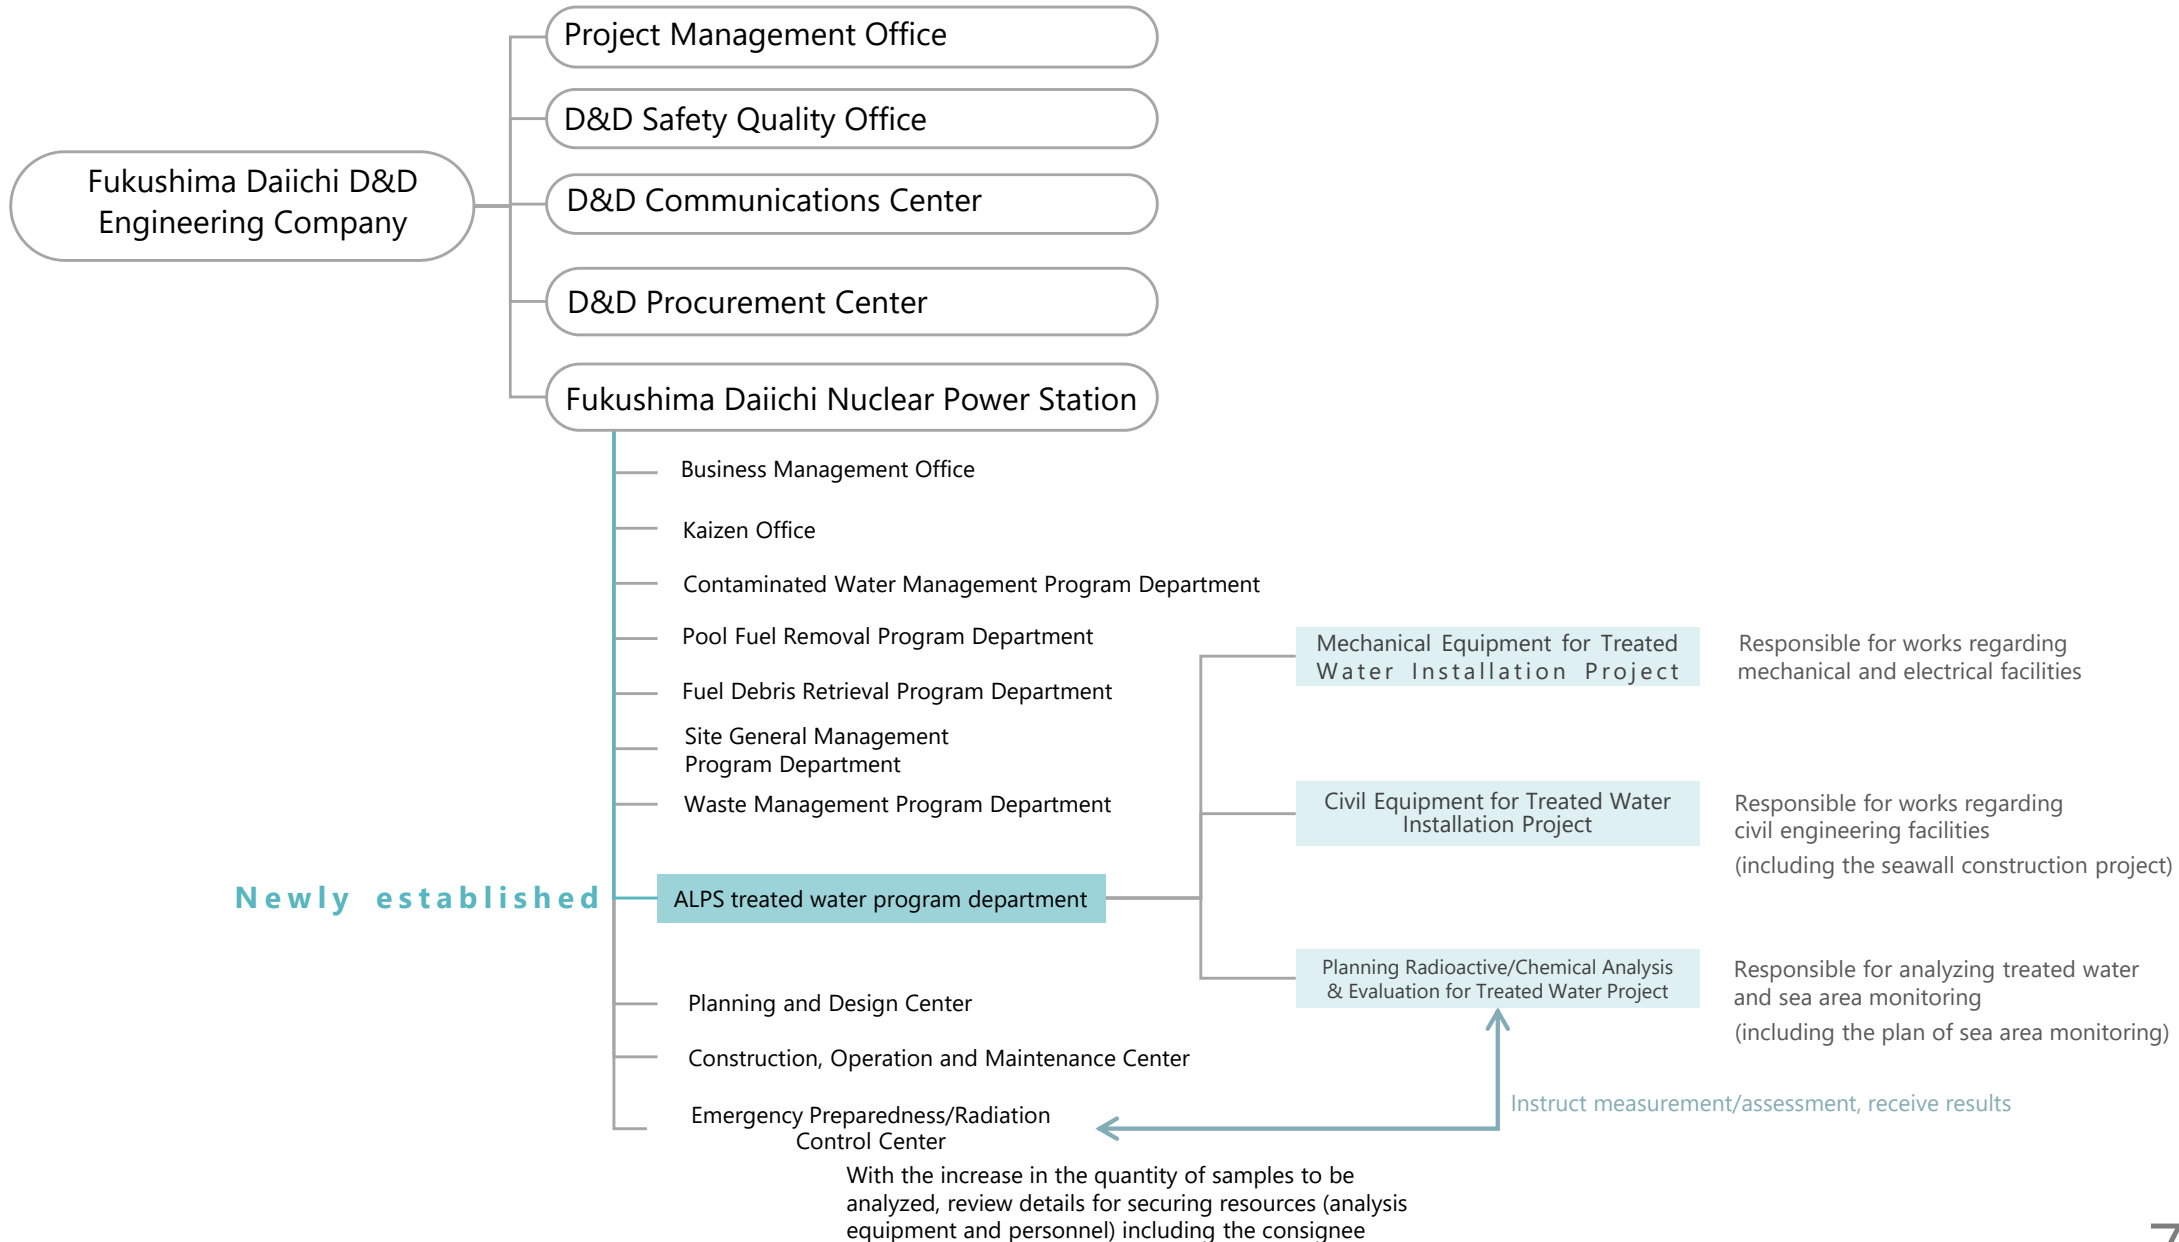 Project Management Office
D&D Safety Quality Office
Fukushima Daiichi D&D
Engineering Company
D&D Communications Center
D&D Procurement Center
Fukushima Daiichi Nuclear Power Station
Business Management Office
Kaizen Office
Contaminated Water Management Program Department
Pool Fuel Removal Program Department
Fuel Debris Retrieval Program Department
Site General Management
Program Department
Waste Management Program Department
Newly established
ALPS treated water program department
Mechanical Equipment for Treated
Water Installation Project
Responsible for works regarding
mechanical and electrical facilities
Civil Equipment for Treated Water
Installation Project
Responsible for works regarding
civil engineering facilities
(including the seawall construction project)
Planning Radioactive/Chemical Analysis
& Evaluation for Treated Water Project
Responsible for analyzing treated water
and sea area monitoring
(including the plan of sea area monitoring)
Planning and Design Center
Construction, Operation and Maintenance Center
Emergency Preparedness/Radiation
Control Center
Instruct measurement/assessment, receive results
With the increase in the quantity of samples to be
analyzed, review details for securing resources (analysis
equipment and personnel) including the consignee
7